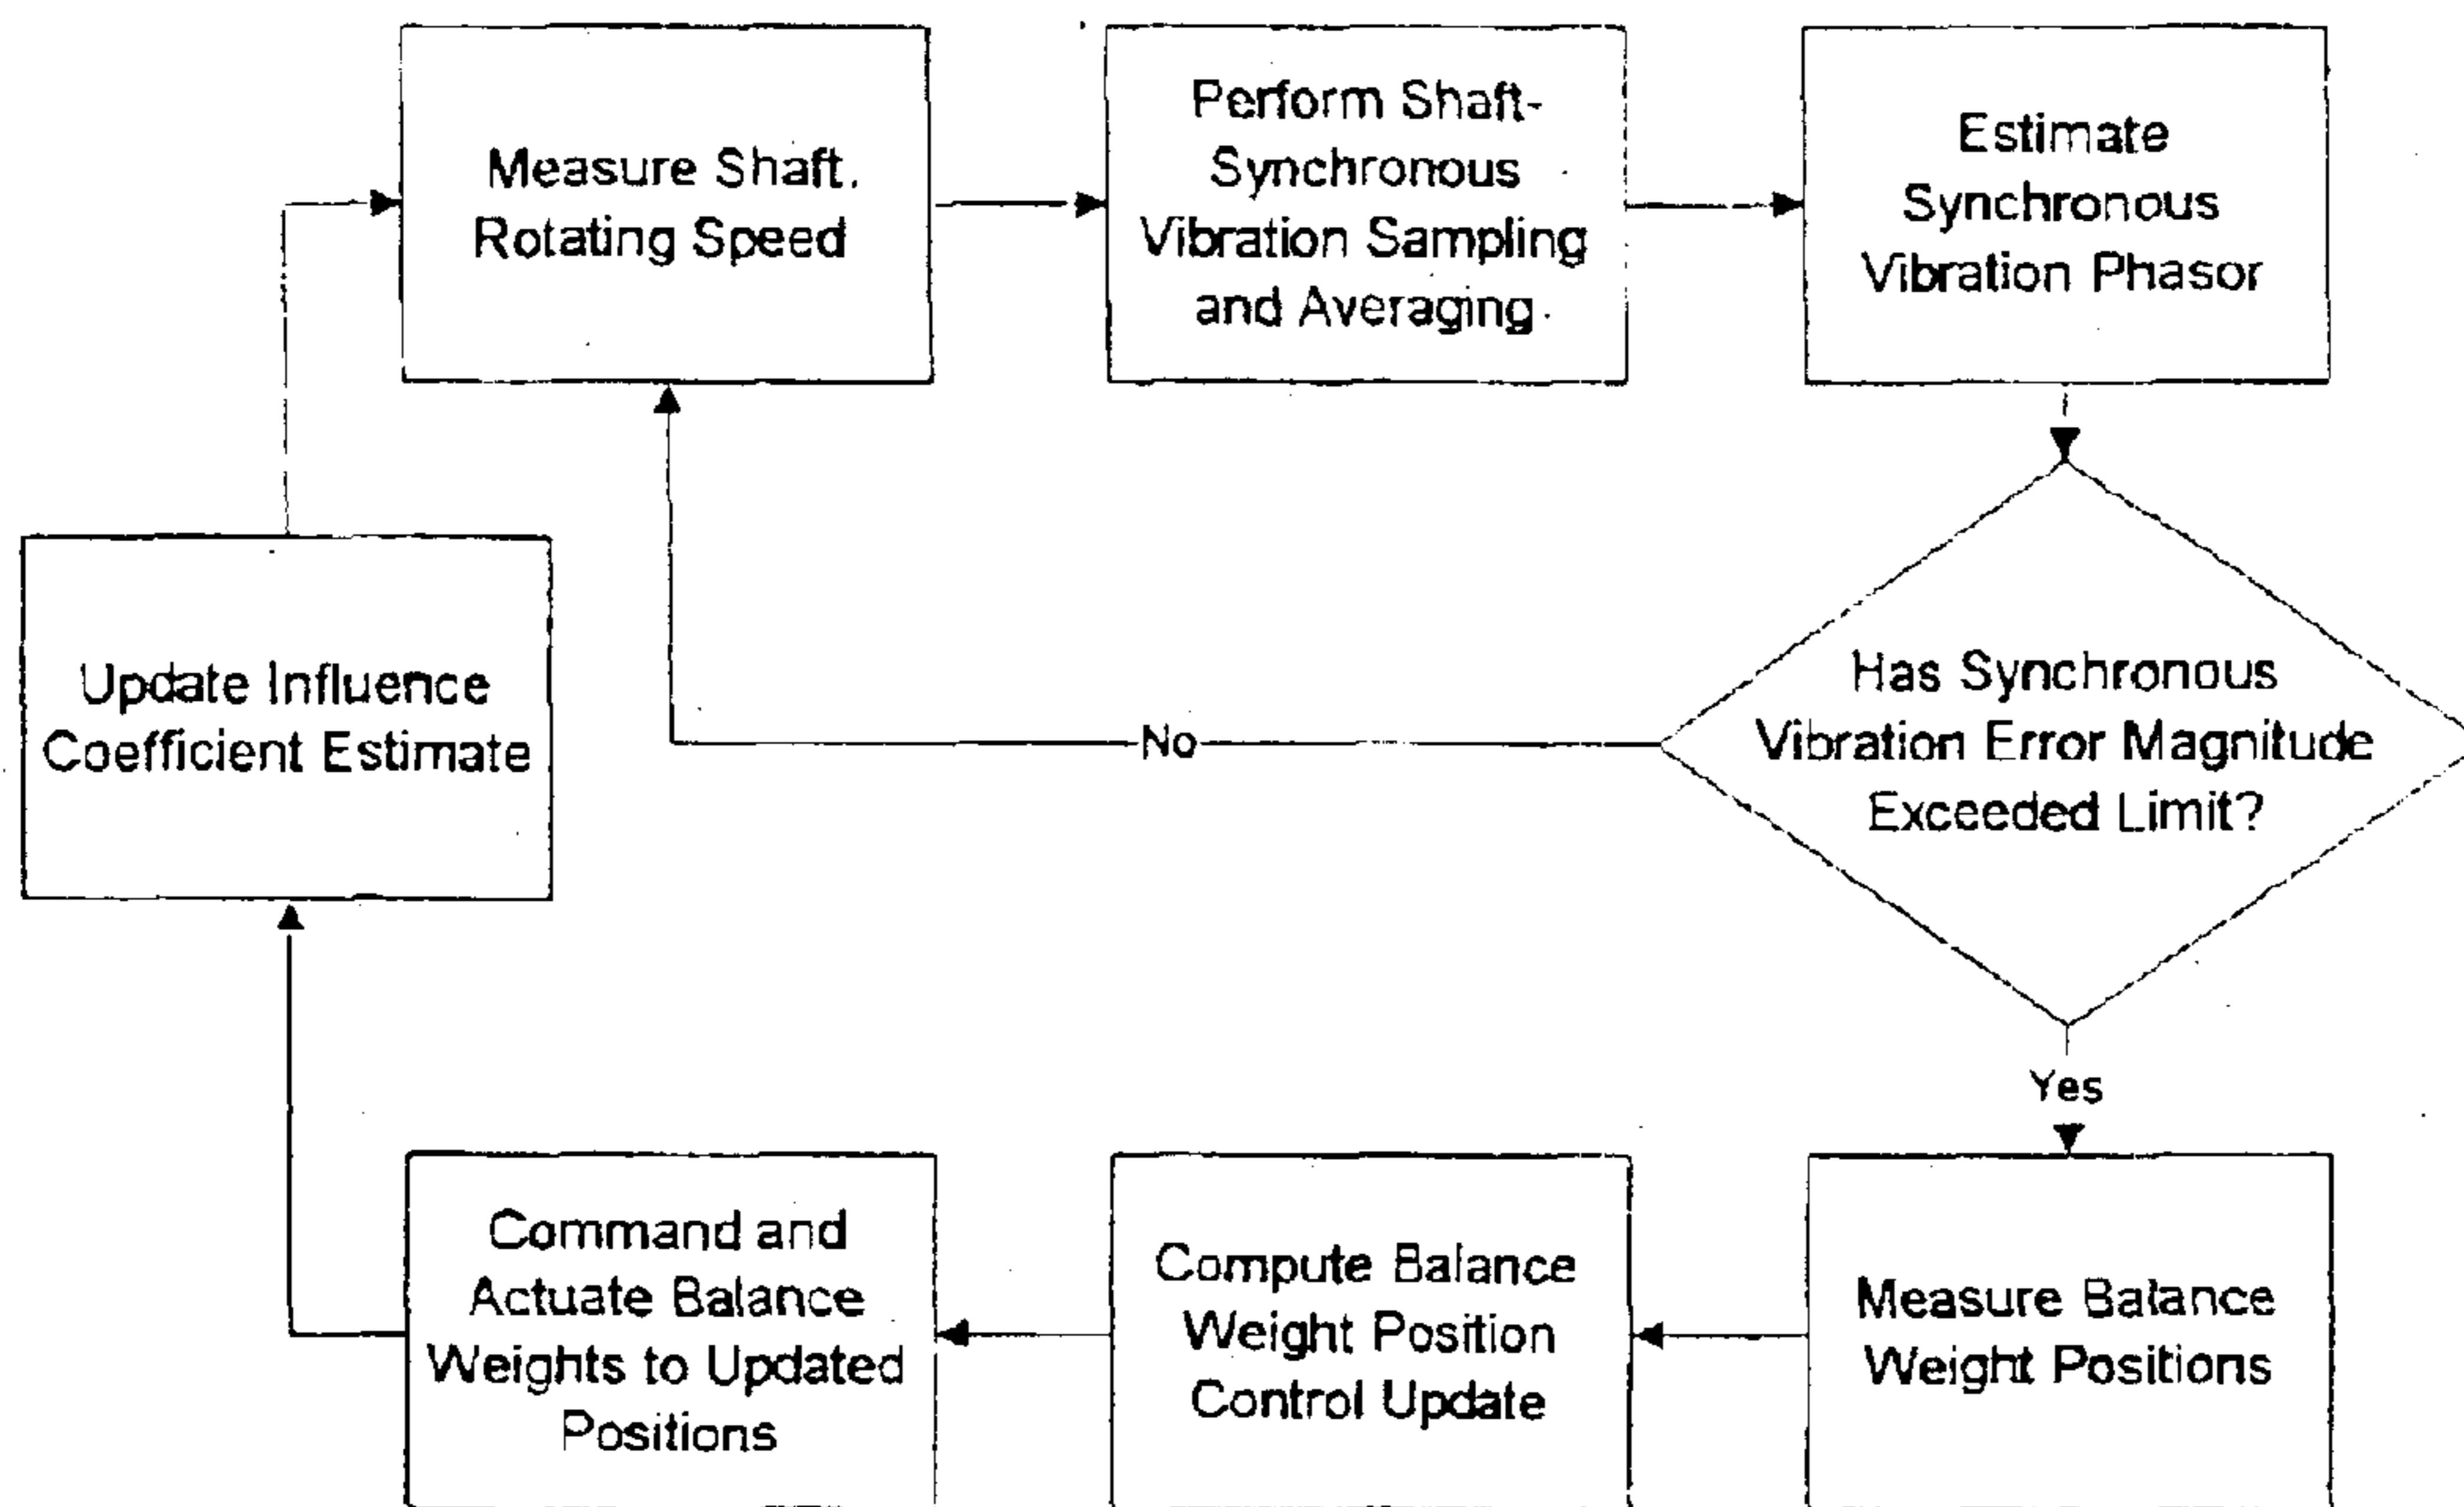 Measure Shaft.
Rotating Speed
Perform Shaft-
Synchronous
Vibration Sampling
and Averaging
Estimate
Synchronous
Vibration Phasor
Has Synchronous
Vibration Error Magnitude
Exceeded Limit?
No
Yes
Update Influence
Coefficient Estimate
Command and
Actuate Balance
Weights to Updated
Positions
Compute Balance
Weight Position
Control Update
Measure Balance
Weight Positions